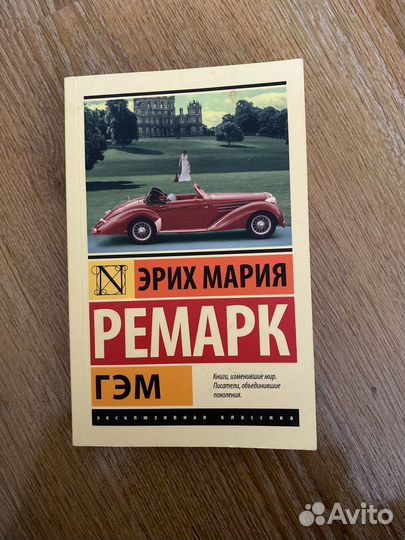 N
ЭРИХ МАРИЯ
РЕМАРК
ГЭМ
Книги, изменившие мир.
Писатели, объединившие
поколения.
эксклюзивная классика
Avito